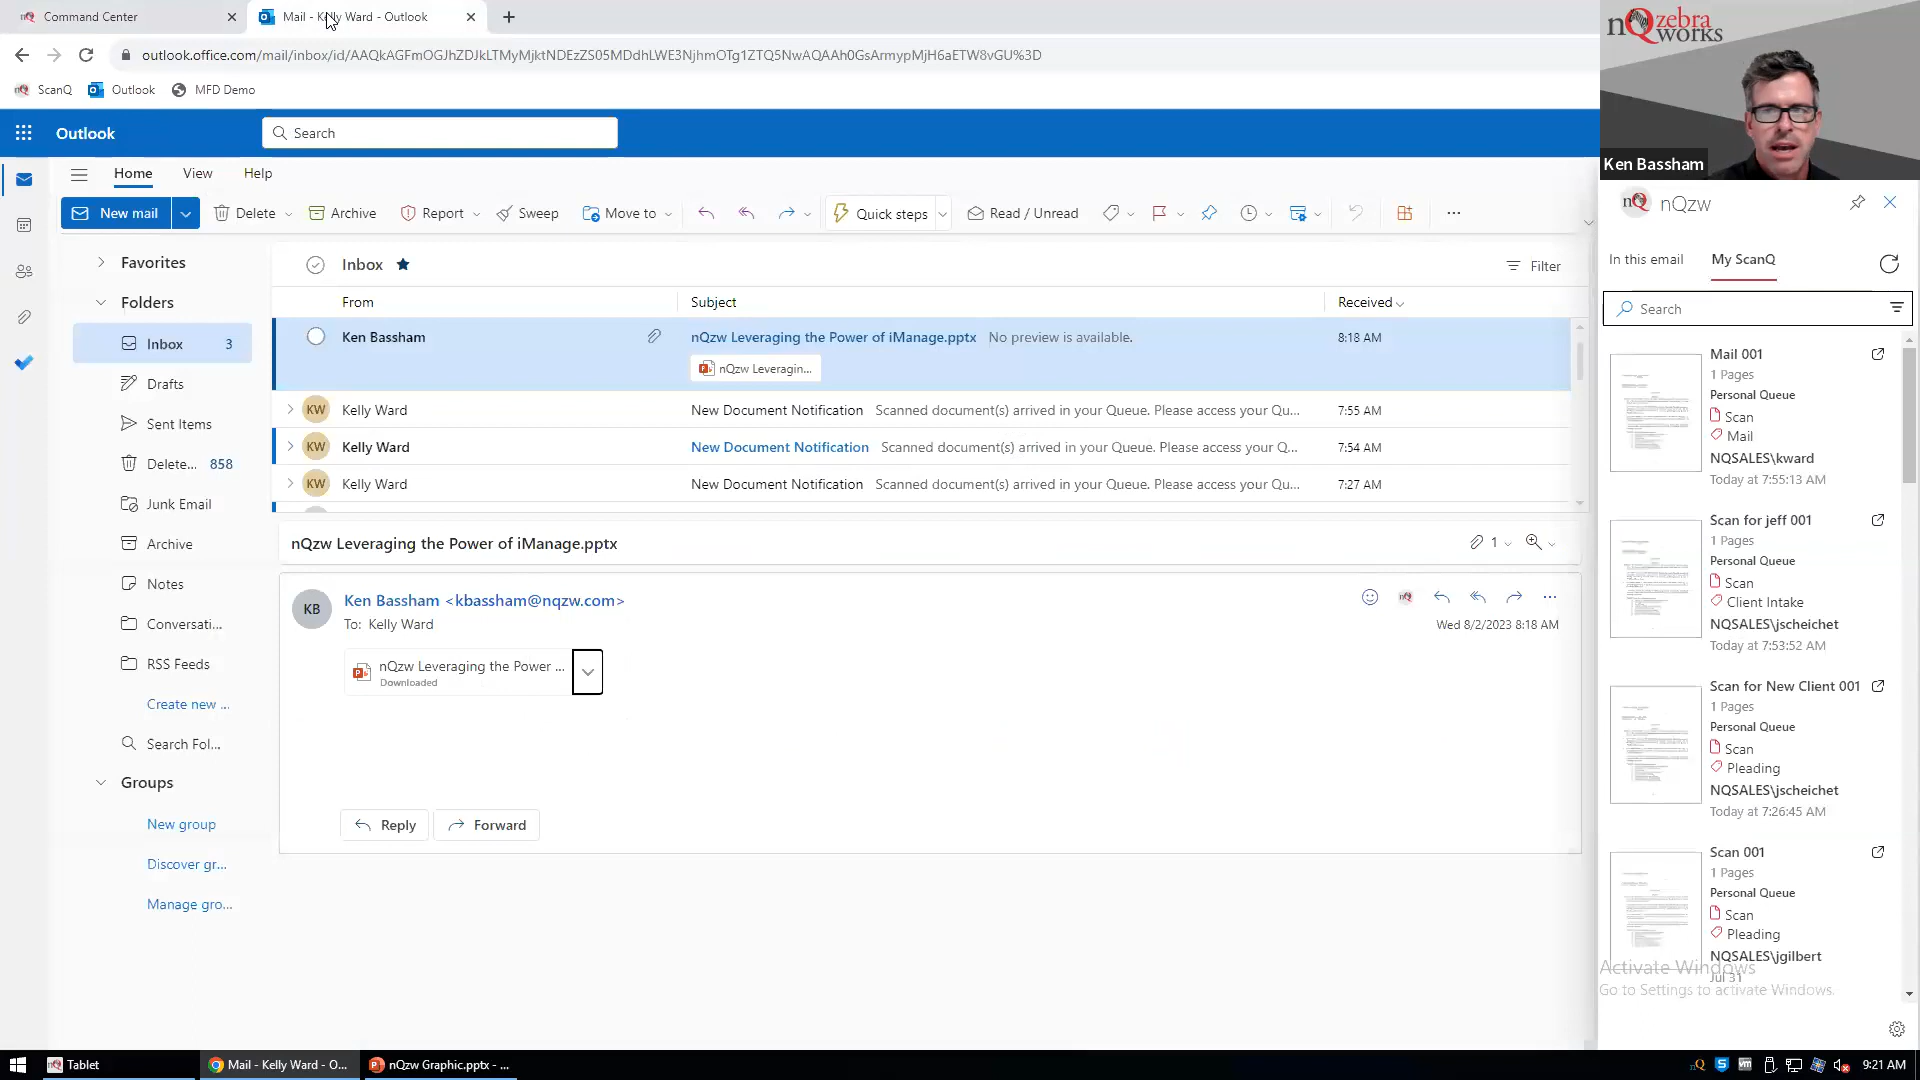 Command Center
Mail - Kelly Ward - Outlook
outlook.office.com/mail/inbox/id/AAQkAGFmOGJhZDJkLTMyMjktNDEzZS05MDdhLWE3NjhmOTg1ZTQ5NwAQAAh0GsArmypMjH6aETW8vGU%3D
ScanQ Outlook MFD Demo
Outlook
Search
Home View Help
New mail Delete Archive Report Sweep Move to Quick steps Read / Unread
Favorites
Folders
Inbox 3
Drafts
Sent Items
Delete... 858
Junk Email
Archive
Notes
Conversati...
RSS Feeds
Create new ...
Search Fol...
Groups
New group
Discover gr...
Manage gro...
Inbox
Filter
From Subject Received
Ken Bassham nQzw Leveraging the Power of iManage.pptx No preview is available. 8:18 AM
nQzw Leveragin...
KW Kelly Ward New Document Notification Scanned document(s) arrived in your Queue. Please access your Qu... 7:55 AM
KW Kelly Ward New Document Notification Scanned document(s) arrived in your Queue. Please access your Q... 7:54 AM
KW Kelly Ward New Document Notification Scanned document(s) arrived in your Queue. Please access your Qu... 7:27 AM
nQzw Leveraging the Power of iManage.pptx
1
KB
Ken Bassham <kbassham@nqzw.com>
To: Kelly Ward
Wed 8/2/2023 8:18 AM
nQzw Leveraging the Power ...
Downloaded
Reply Forward
nQ zebra works
Ken Bassham
nQ nQzw
In this email My ScanQ
Search
Mail 001
1 Pages
Personal Queue
Scan
Mail
NQSALES\kward
Today at 7:55:13 AM
Scan for jeff 001
1 Pages
Personal Queue
Scan
Client Intake
NQSALES\jscheichet
Today at 7:53:52 AM
Scan for New Client 001
1 Pages
Personal Queue
Scan
Pleading
NQSALES\jscheichet
Today at 7:26:45 AM
Scan 001
1 Pages
Personal Queue
Scan
Pleading
NQSALES\jgilbert
Jul 31
Activate Windows
Go to Settings to activate Windows.
Tablet
Mail - Kelly Ward - O...
nQzw Graphic.pptx - ...
9:21 AM